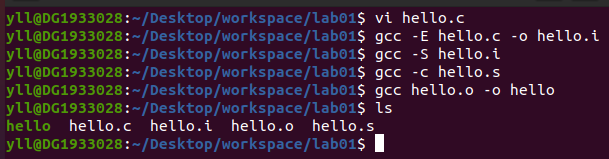 yll@DG1933028:~/Desktop/workspace/lab01$ vi hello.c
yll@DG1933028:~/Desktop/workspace/lab01$ gcc -E hello.c -o hello.i
yll@DG1933028:~/Desktop/workspace/lab01$ gcc -S hello.i
yll@DG1933028:~/Desktop/workspace/lab01$ gcc -c hello.s
yll@DG1933028:~/Desktop/workspace/lab01$ gcc hello.o -o hello
yll@DG1933028:~/Desktop/workspace/lab01$ ls
hello  hello.c  hello.i  hello.o  hello.s
yll@DG1933028:~/Desktop/workspace/lab01$